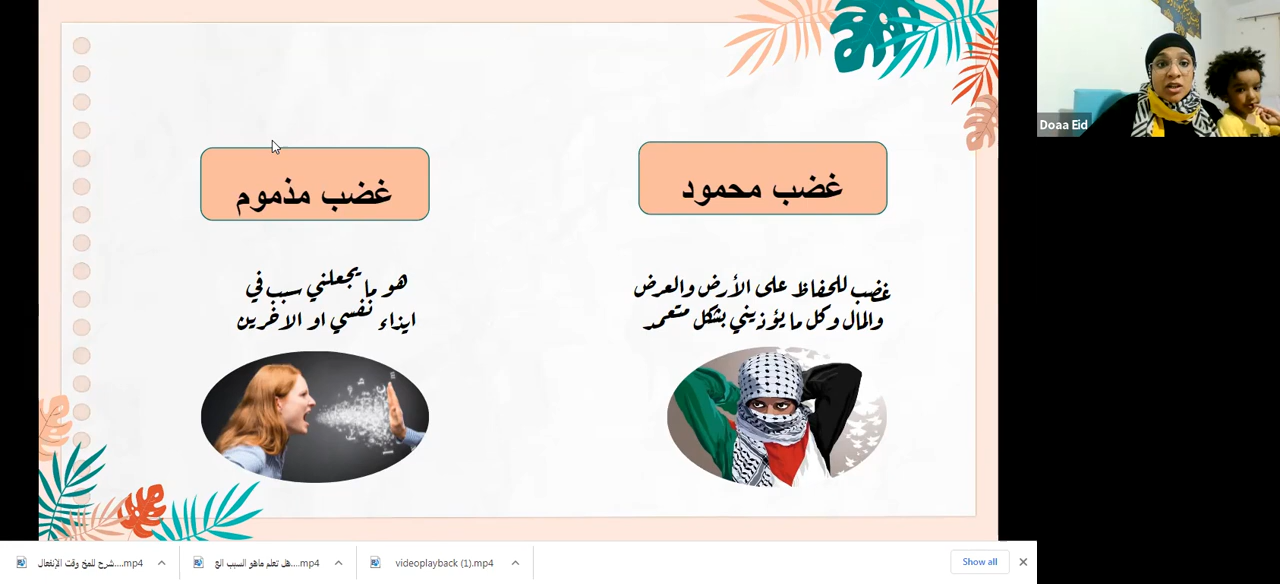 غضب محمود
غضب للحفاظ على الأرض والعرض
والمال وكل ما يؤذيني بشكل متعمد
غضب مذموم
هو ما يجعلني سبب في
ايذاء نفسي او الاخرين
Doaa Eid
شرح للمخ وقت الإنفعال....mp4
هل تعلم ماهو السبب الع....mp4
videoplayback (1).mp4
Show all